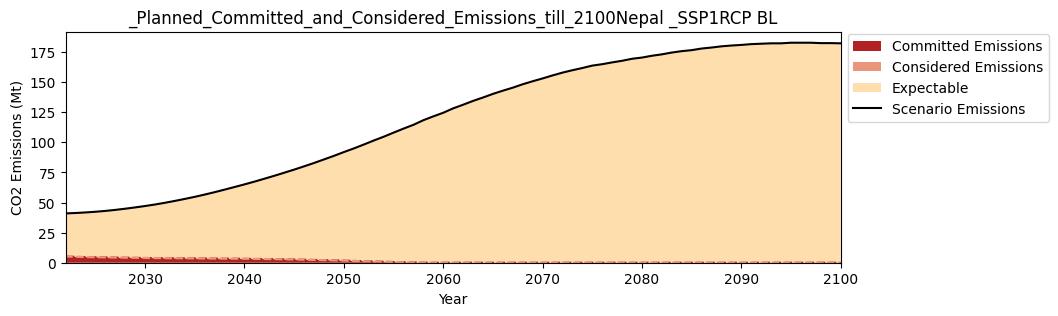 _Planned_Committed_and_Considered_Emissions_till_2100Nepal _SSP1RCP BL
CO2 Emissions (Mt)
175
150
125
100
75
50
25
0
2030 2040 2050 2060 2070 2080 2090 2100
Year
Committed Emissions
Considered Emissions
Expectable
Scenario Emissions